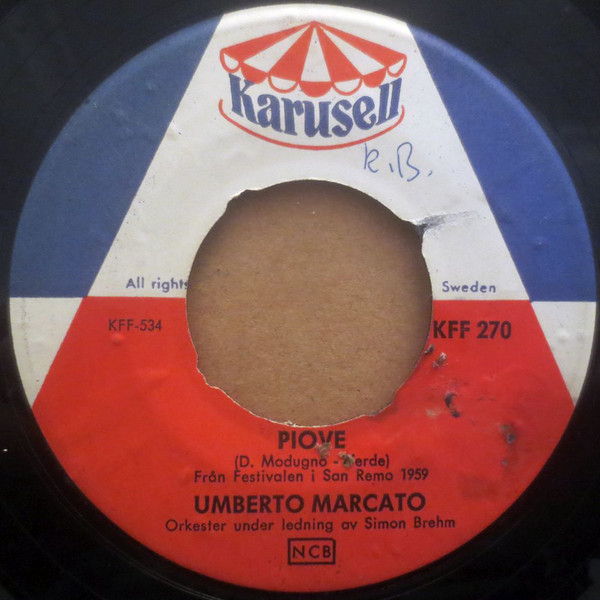 Karusell
K.B.
All rights
Sweden
KFF-534
KFF 270
PIOVE
(D. Modugno - Verde)
Från Festivalen i San Remo 1959
UMBERTO MARCATO
Orkester under ledning av Simon Brehm
NCB